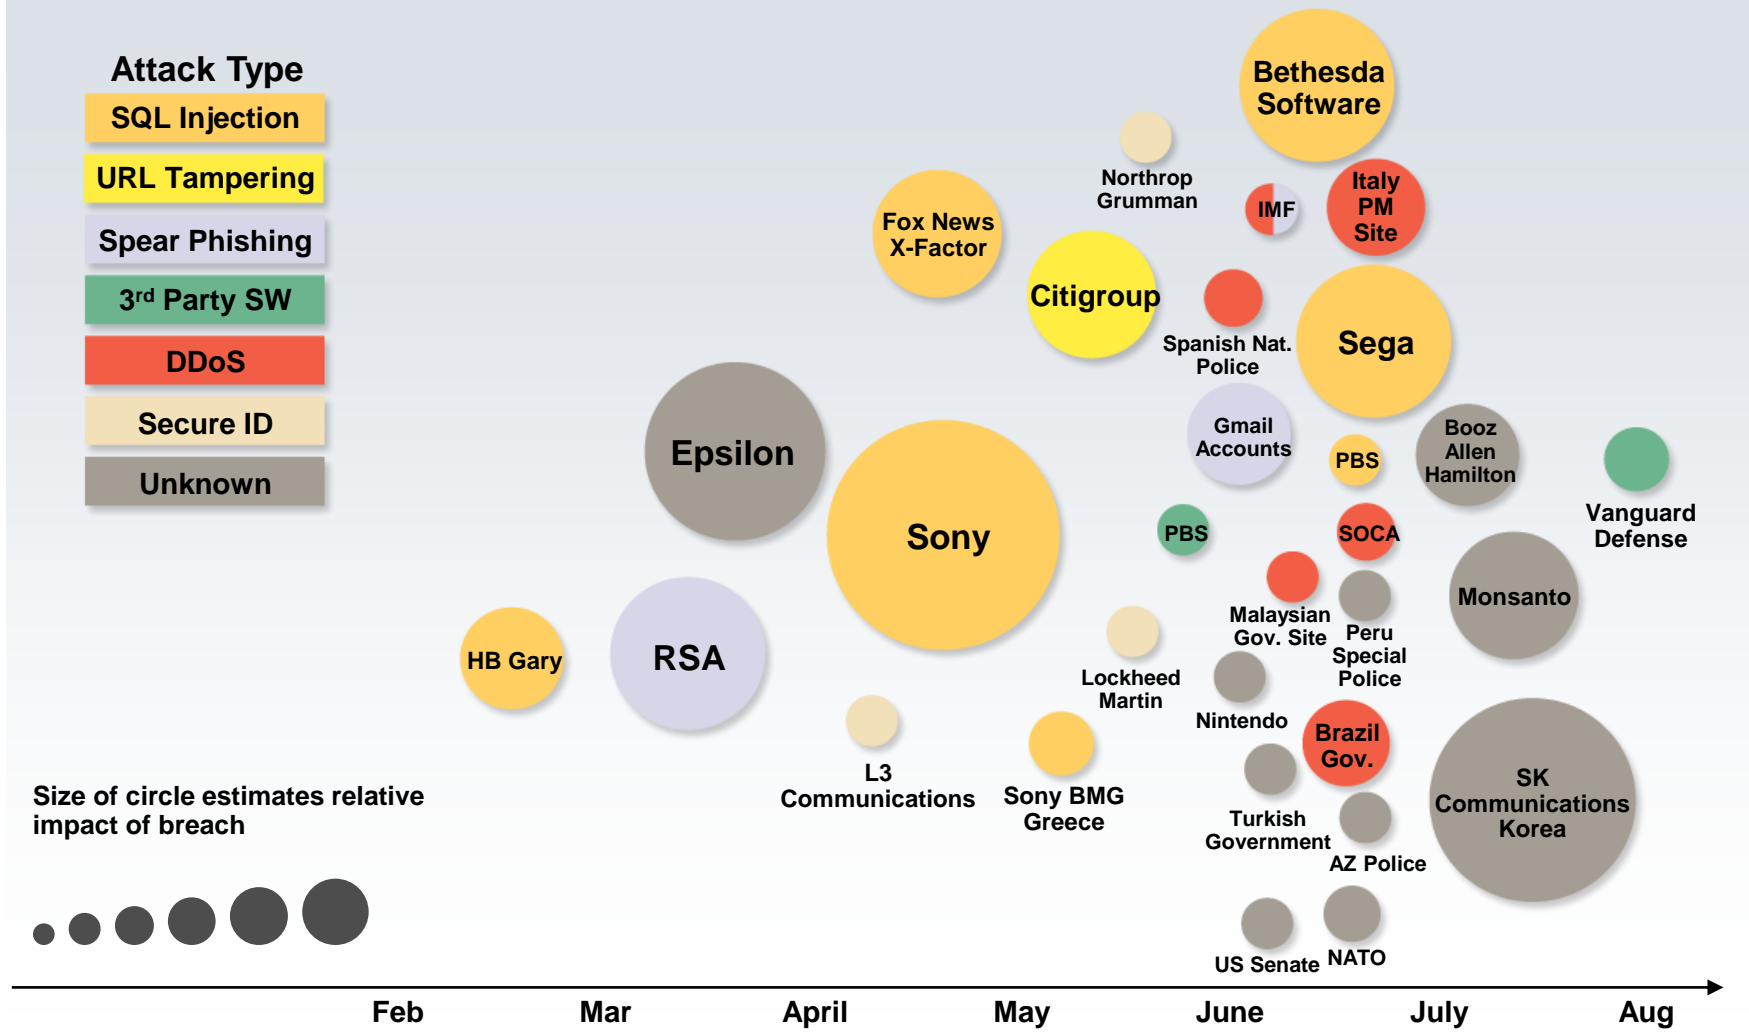 Attack Type
SQL Injection
URL Tampering
Spear Phishing
3rd Party SW
DDoS
Secure ID
Unknown
Size of circle estimates relative
impact of breach
HB Gary
RSA
Epsilon
Fox News
X-Factor
Sony
L3
Communications
Citigroup
Sony BMG
Greece
Northrop
Grumman
Lockheed
Martin
PBS
Bethesda
Software
IMF
Italy
PM
Site
Spanish Nat.
Police
Sega
Gmail
Accounts
PBS
Booz
Allen
Hamilton
SOCA
Malaysian
Gov. Site
Peru
Special
Police
Nintendo
Brazil
Gov.
Turkish
Government
AZ Police
US Senate
NATO
Monsanto
SK
Communications
Korea
Vanguard
Defense
Feb
Mar
April
May
June
July
Aug